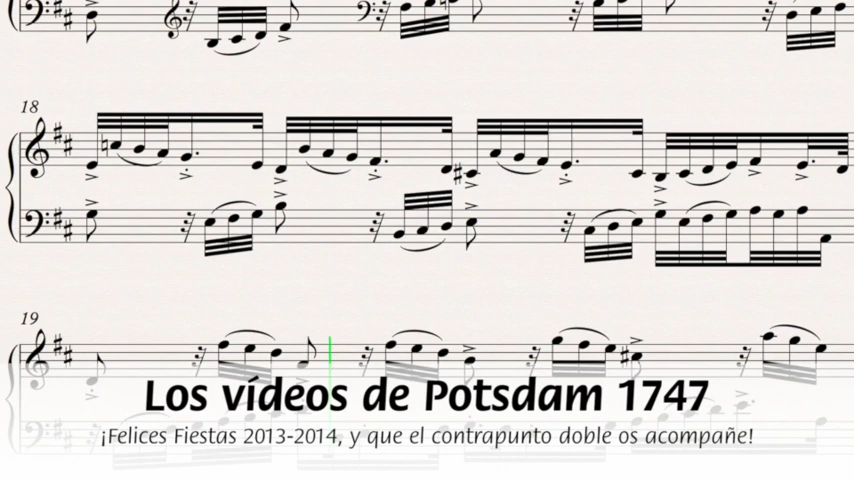 18
19
Los vídeos de Potsdam 1747
¡Felices Fiestas 2013-2014, y que el contrapunto doble os acompañe!